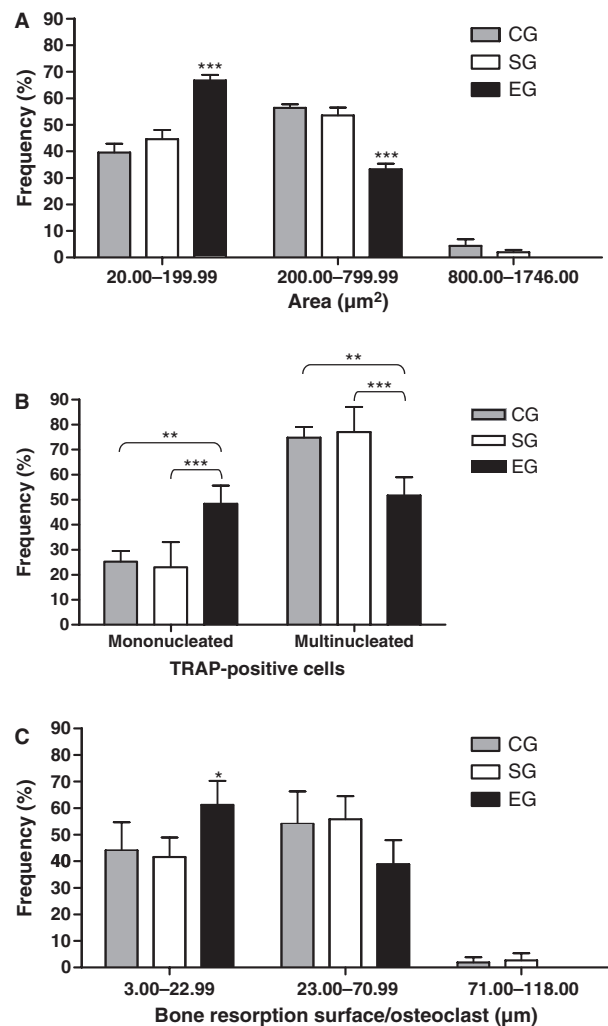 A
Frequency (%)
90
80
70
60
50
40
30
20
10
0
***
***
CG
SG
EG
20.00–199.99 200.00–799.99 800.00–1746.00
Area (µm²)
B
Frequency (%)
90
80
70
60
50
40
30
20
10
0
**
***
**
***
CG
SG
EG
Mononucleated Multinucleated
TRAP-positive cells
C
Frequency (%)
90
80
70
60
50
40
30
20
10
0
*
CG
SG
EG
3.00–22.99 23.00–70.99 71.00–118.00
Bone resorption surface/osteoclast (µm)